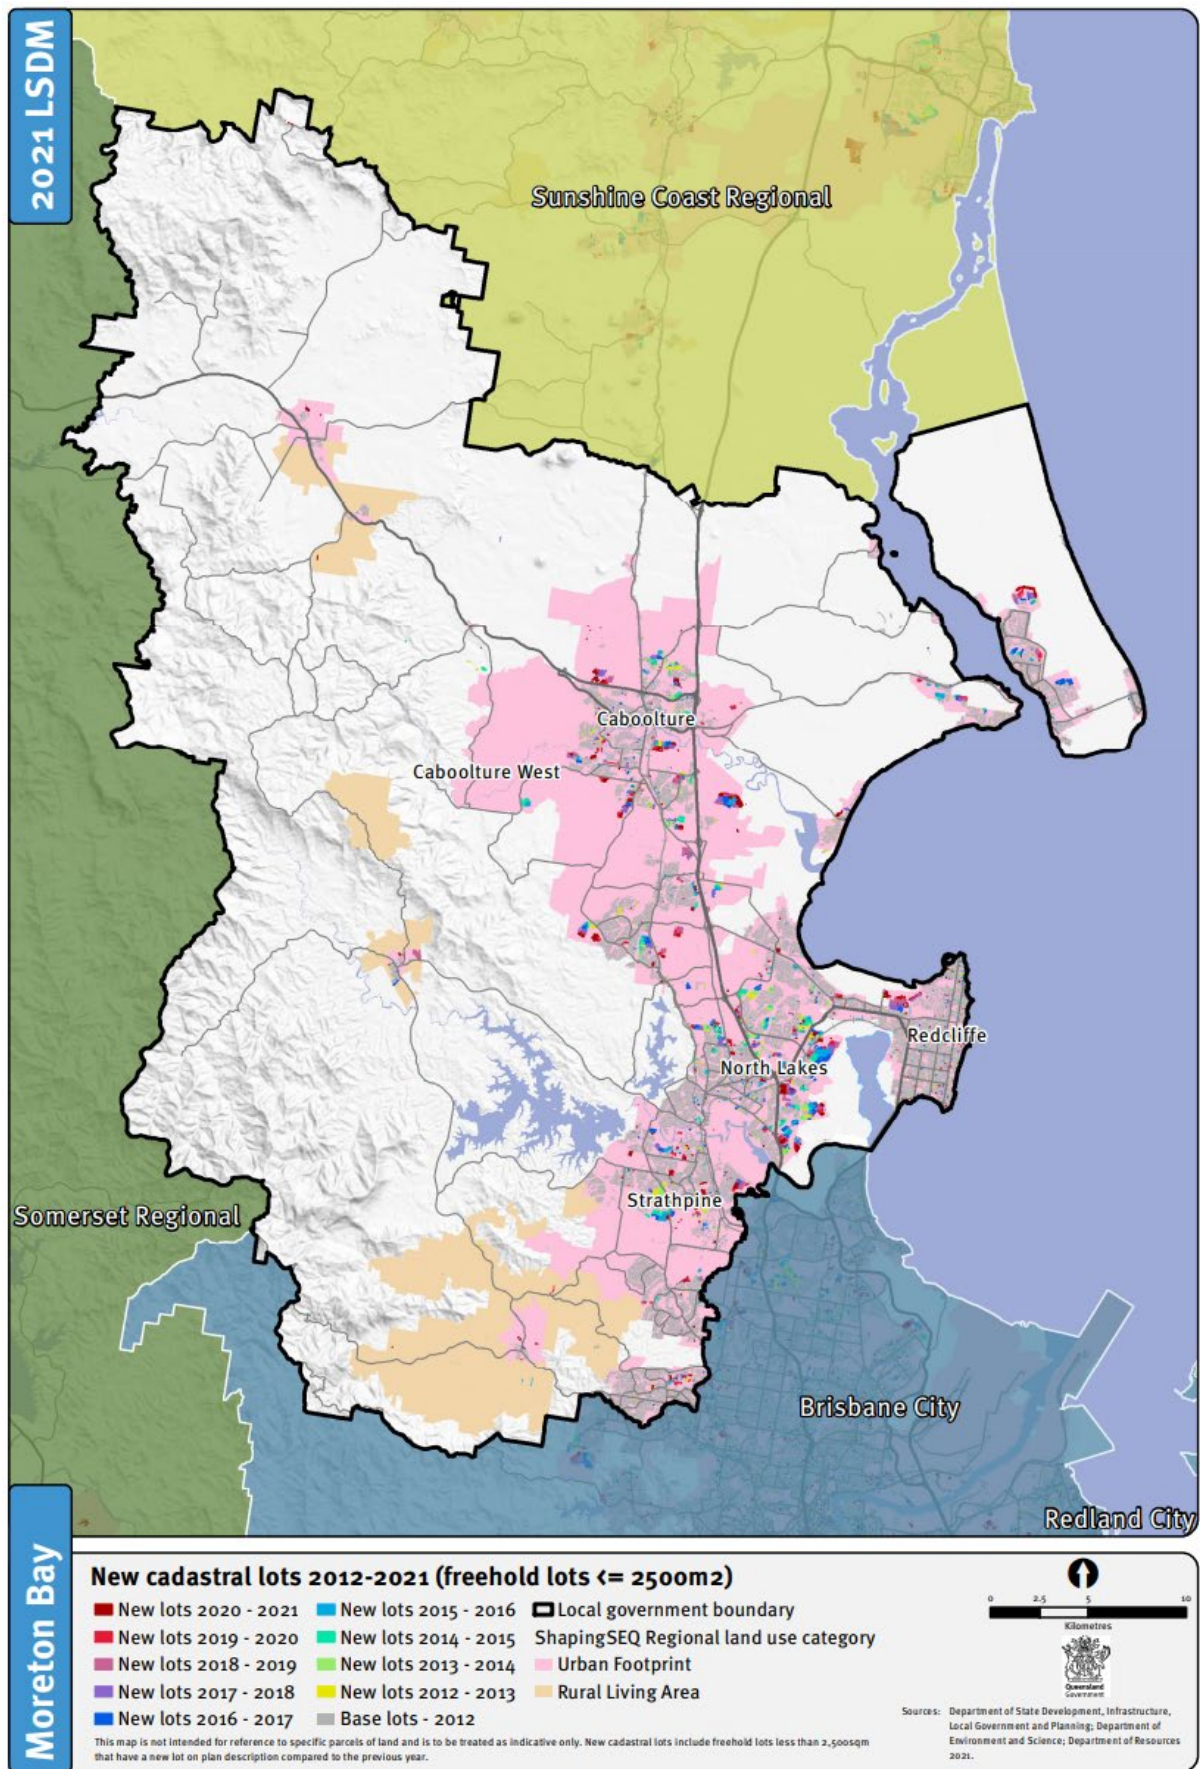 2021 LSDM
Sunshine Coast Regional
Caboolture
Caboolture West
Redcliffe
North Lakes
Strathpine
Somerset Regional
Brisbane City
Redland City
Moreton Bay
New cadastral lots 2012-2021 (freehold lots <= 2500m2)
New lots 2020 - 2021
New lots 2019 - 2020
New lots 2018 - 2019
New lots 2017 - 2018
New lots 2016 - 2017
New lots 2015 - 2016
New lots 2014 - 2015
New lots 2013 - 2014
New lots 2012 - 2013
Base lots - 2012
Local government boundary
ShapingSEQ Regional land use category
Urban Footprint
Rural Living Area
This map is not intended for reference to specific parcels of land and is to be treated as indicative only. New cadastral lots include freehold lots less than 2,500sqm
that have a new lot on plan description compared to the previous year.
0 2.5 5 10
Kilometres
Queensland
Government
Sources: Department of State Development, Infrastructure,
Local Government and Planning; Department of
Environment and Science; Department of Resources
2021.